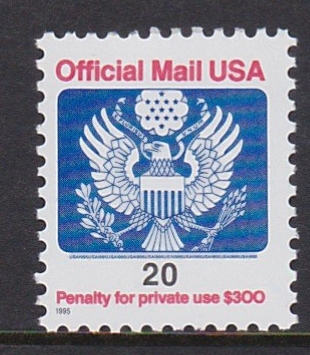 Official Mail USA
20
Penalty for private use $300
1995